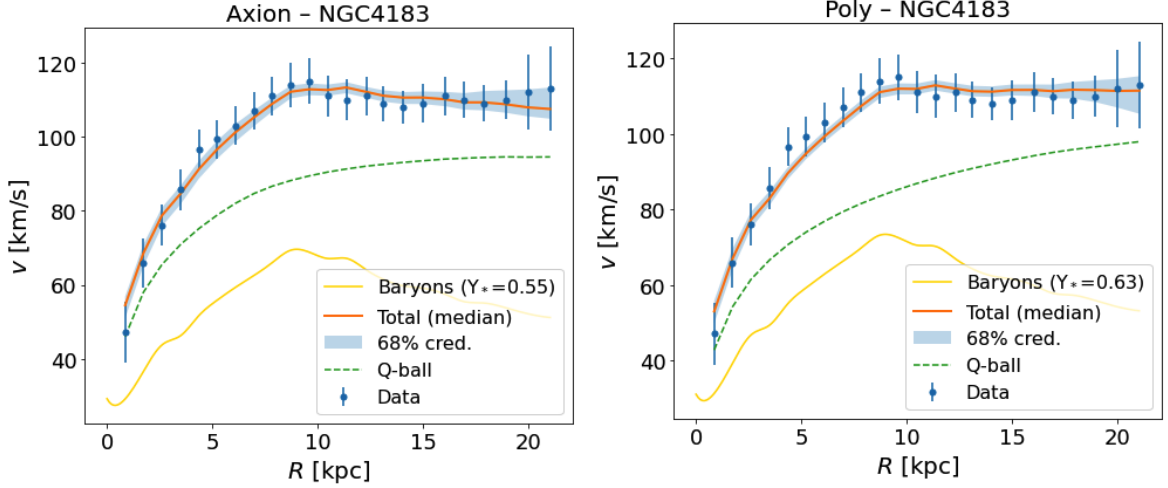 Axion – NGC4183
v [km/s]
120
100
80
60
40
Baryons (Υ*=0.55)
Total (median)
68% cred.
Q-ball
Data
0 5 10 15 20
R [kpc]
Poly – NGC4183
v [km/s]
120
100
80
60
40
Baryons (Υ*=0.63)
Total (median)
68% cred.
Q-ball
Data
0 5 10 15 20
R [kpc]